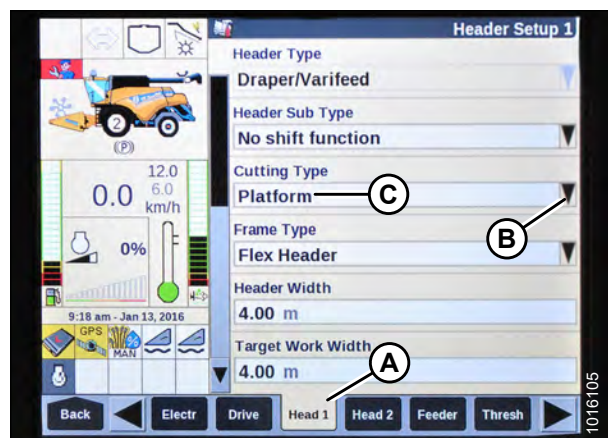 Header Setup 1
Header Type
Draper/Varifeed
Header Sub Type
No shift function
Cutting Type
Platform
C
B
Frame Type
Flex Header
Header Width
4.00 m
Target Work Width
4.00 m
A
2
(P)
12.0
6.0
0.0
km/h
0%
9:18 am - Jan 13, 2016
GPS
MAN
Back
Electr
Drive
Head 1
Head 2
Feeder
Thresh
1016105